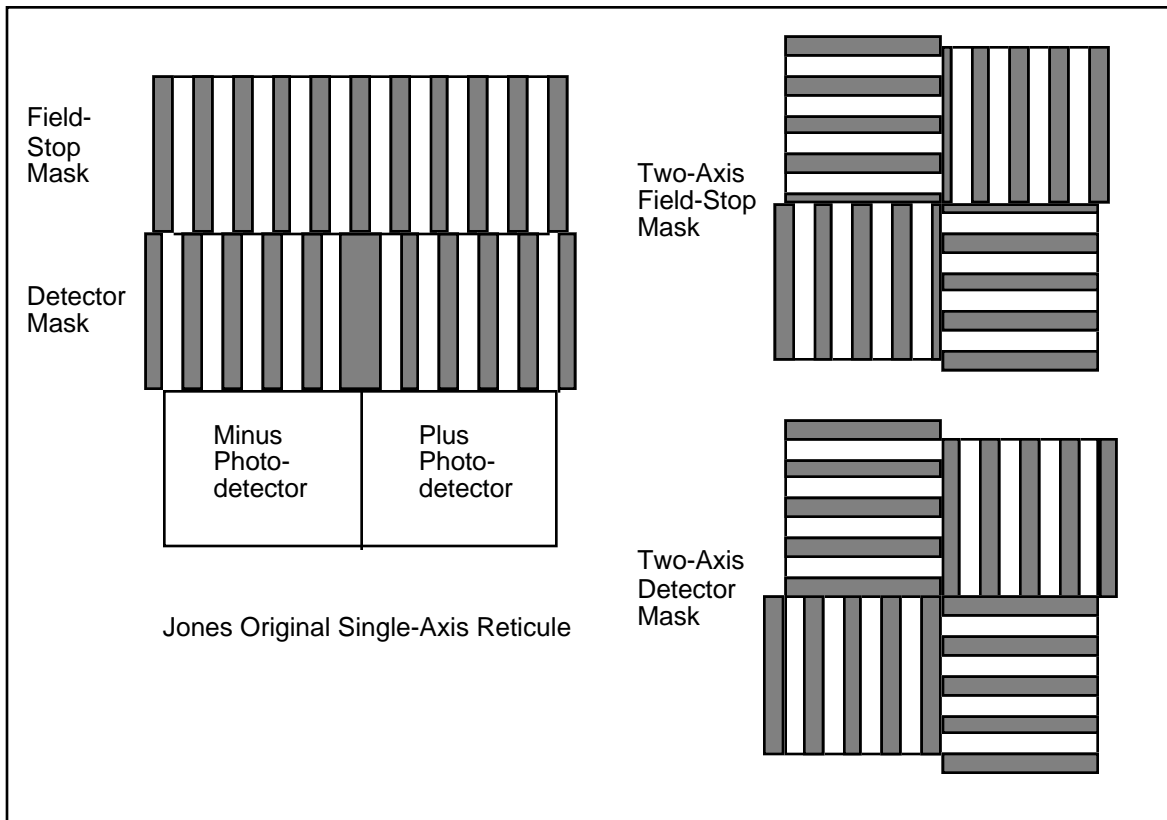 Field-
Stop
Mask
Detector
Mask
Minus
Photo-
detector
Plus
Photo-
detector
Jones Original Single-Axis Reticule
Two-Axis
Field-Stop
Mask
Two-Axis
Detector
Mask